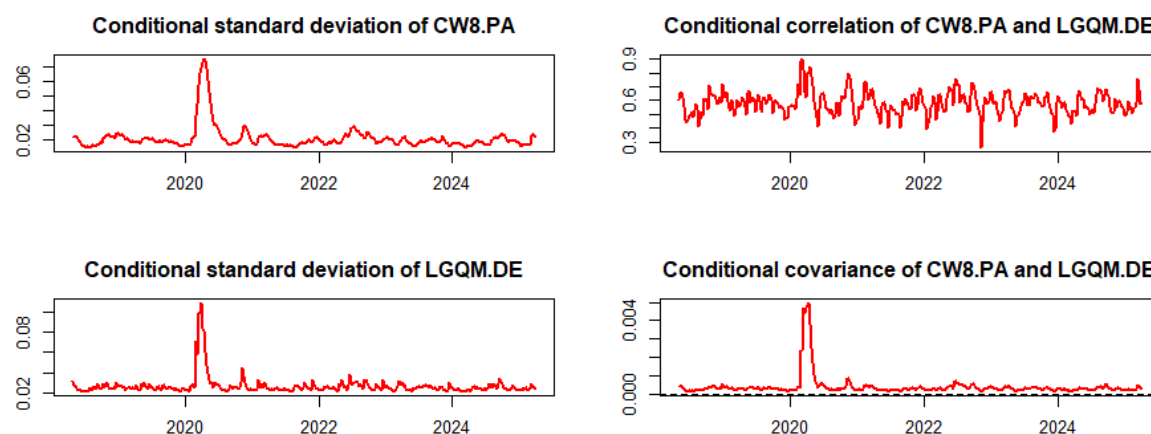 Conditional standard deviation of CW8.PA
0.06
0.02
2020 2022 2024
Conditional correlation of CW8.PA and LGQM.DE
0.9
0.6
0.3
2020 2022 2024
Conditional standard deviation of LGQM.DE
0.08
0.02
2020 2022 2024
Conditional covariance of CW8.PA and LGQM.DE
0.004
0.000
2020 2022 2024